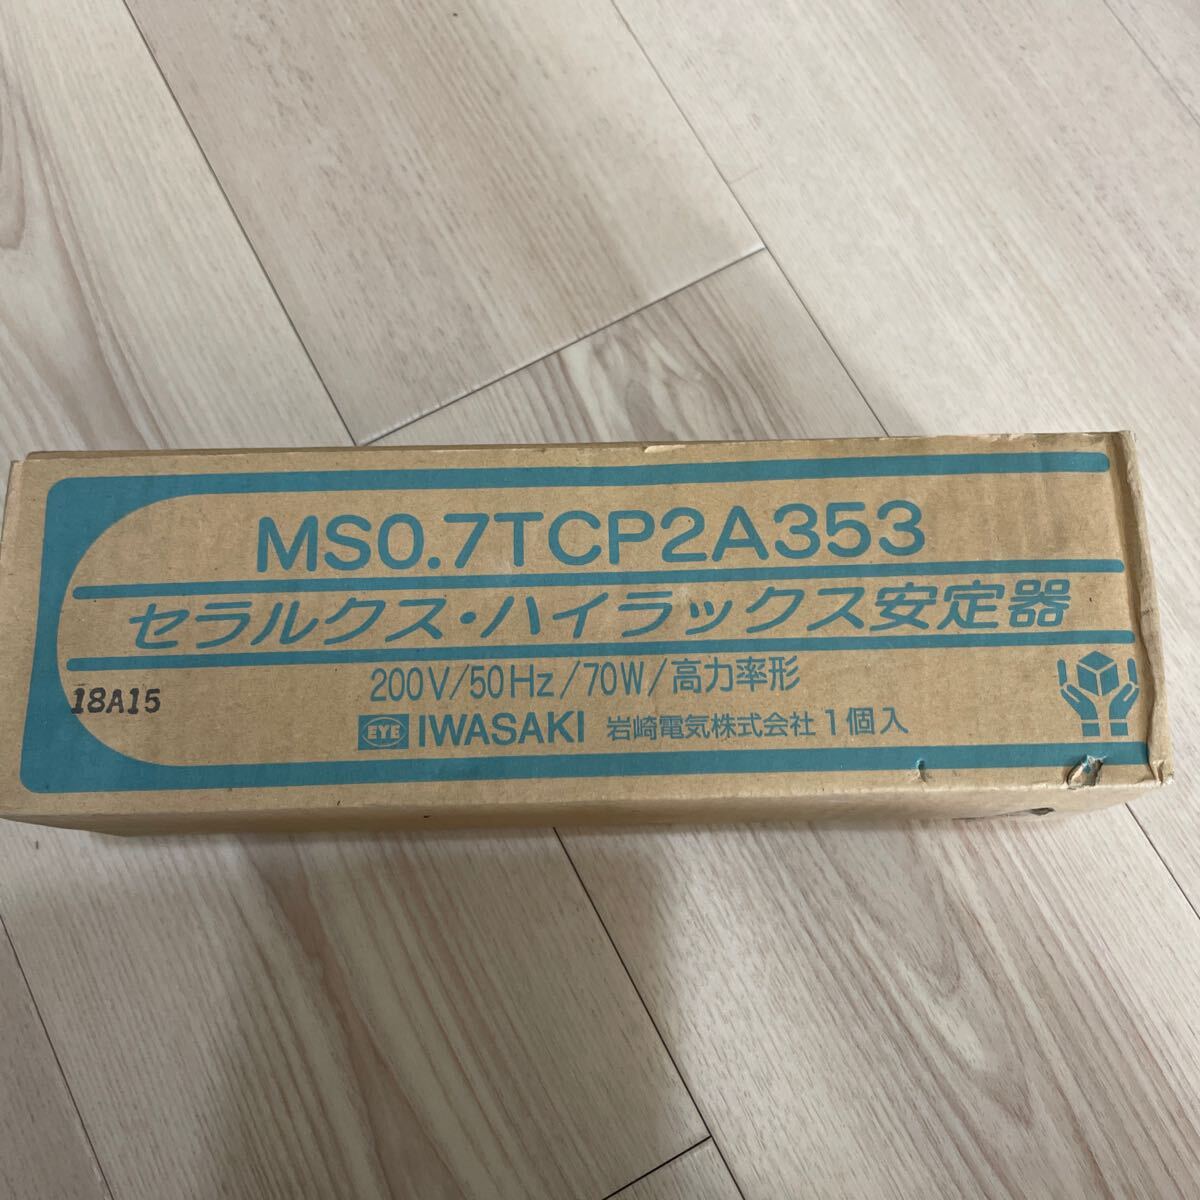 MS0.7TCP2A353
セラルクス・ハイラックス安定器
200V/50Hz/70W/高力率形
18A15
EYE IWASAKI 岩崎電気株式会社 1個入